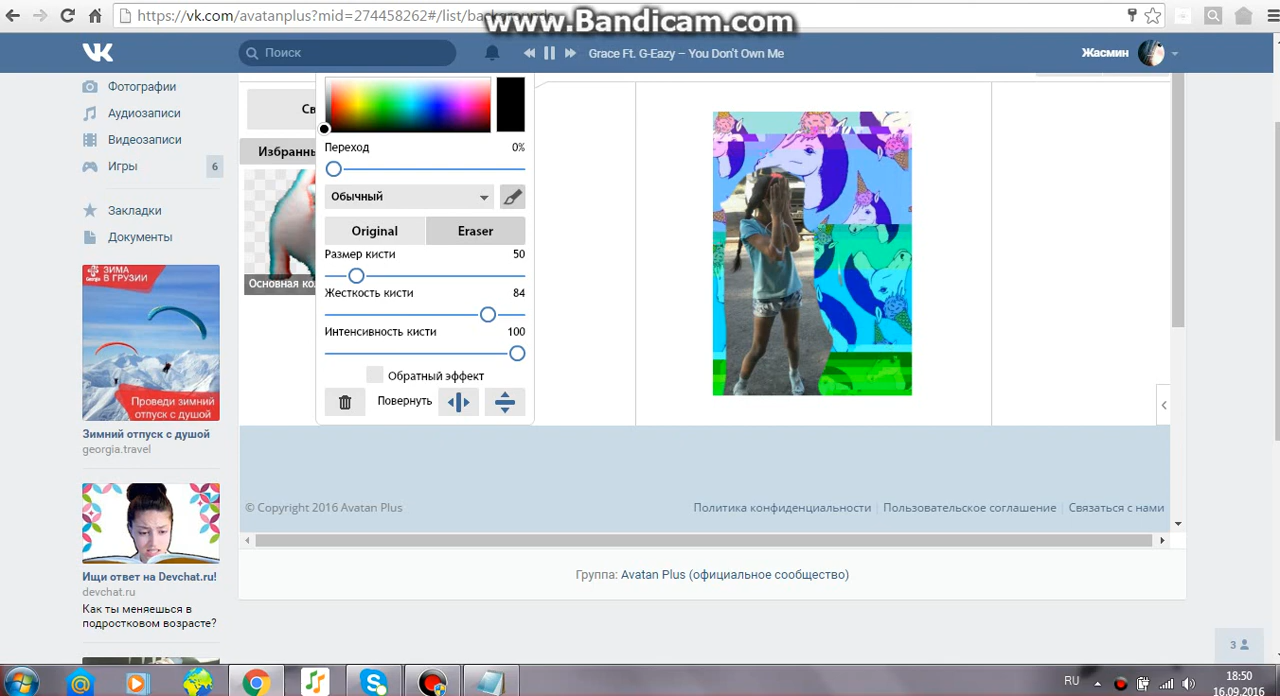 https://vk.com/avatanplus?mid=274458262#/list/
www.Bandicam.com
Поиск
Grace Ft. G-Eazy – You Don't Own Me
Жасмин
Фотографии
Аудиозаписи
Видеозаписи
Игры
6
Закладки
Документы
ЗИМА
В ГРУЗИИ
Проведи зимний
отпуск с душой
Зимний отпуск с душой
georgia.travel
Ищи ответ на Devchat.ru!
devchat.ru
Как ты меняешься в
подростковом возрасте?
Св
Избраннь
Основная ко
Переход
0%
Обычный
Original
Eraser
Размер кисти
50
Жесткость кисти
84
Интенсивность кисти
100
Обратный эффект
Повернуть
© Copyright 2016 Avatan Plus
Политика конфиденциальности
Пользовательское соглашение
Связаться с нами
Группа: Avatan Plus (официальное сообщество)
3
RU
18:50
16.09.2016